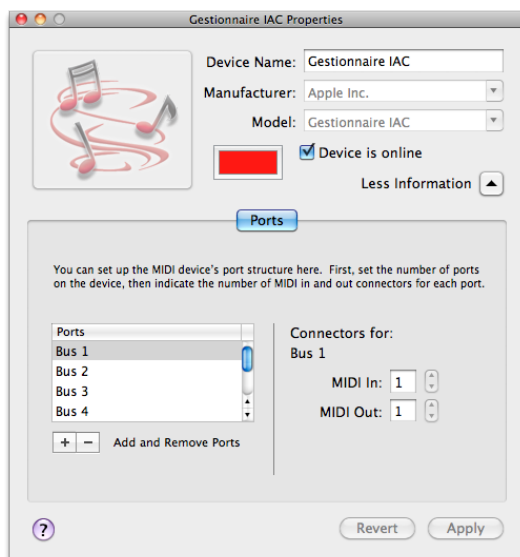 Gestionnaire IAC Properties
Device Name: Gestionnaire IAC
Manufacturer: Apple Inc.
Model: Gestionnaire IAC
Device is online
Less Information
Ports
You can set up the MIDI device's port structure here. First, set the number of ports
on the device, then indicate the number of MIDI in and out connectors for each port.
Ports
Bus 1
Bus 2
Bus 3
Bus 4
+ − Add and Remove Ports
Connectors for:
Bus 1
MIDI In: 1
MIDI Out: 1
? Revert Apply